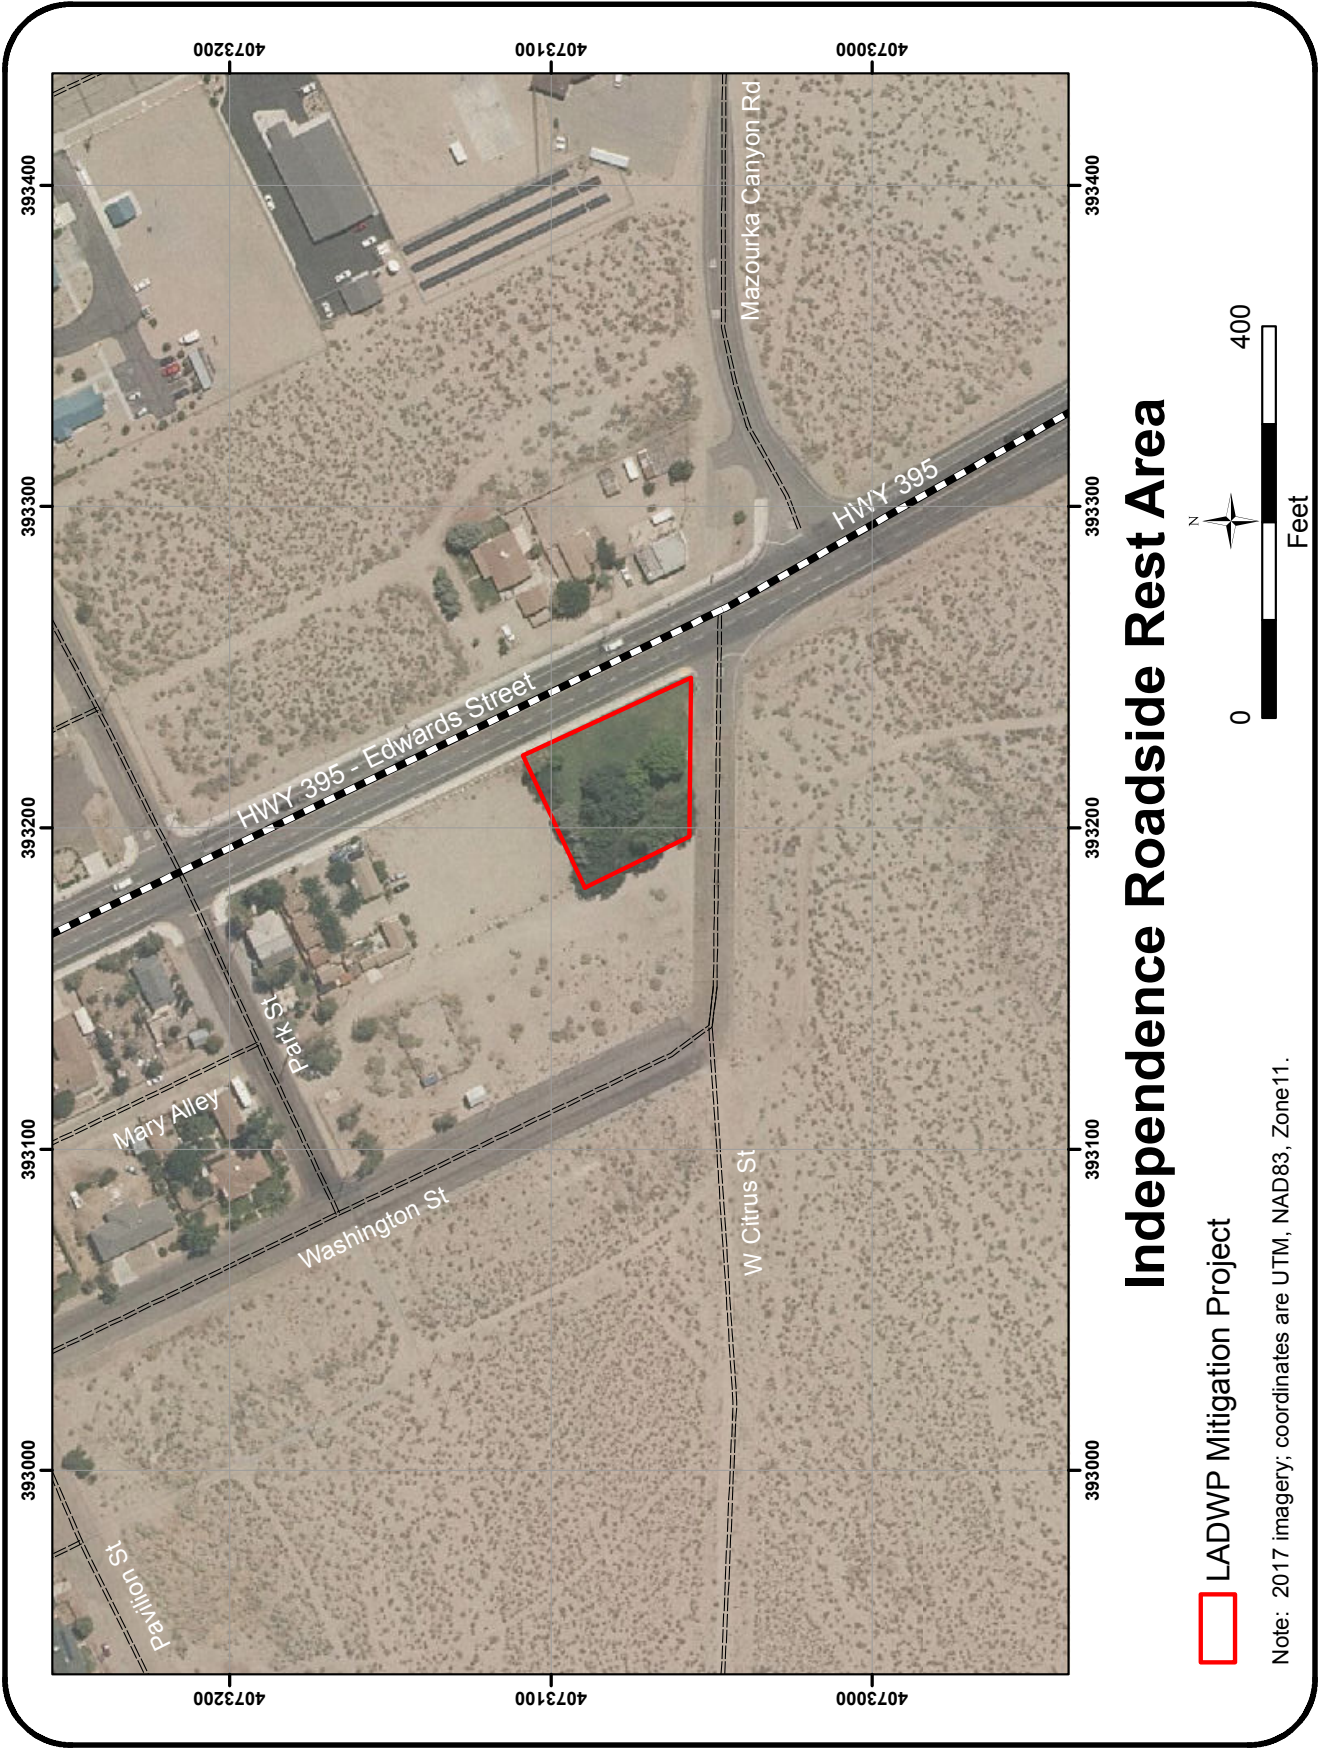 393000
393100
393200
393300
393400
4073200
4073200
4073100
4073100
4073000
4073000
Pavilion St
Mary Alley
Park St
Washington St
W Citrus St
HWY 395 - Edwards Street
HWY 395
Mazourka Canyon Rd
393000
393100
393200
393300
393400
Independence Roadside Rest Area
LADWP Mitigation Project
N
0
400
Feet
Note: 2017 imagery; coordinates are UTM, NAD83, Zone11.